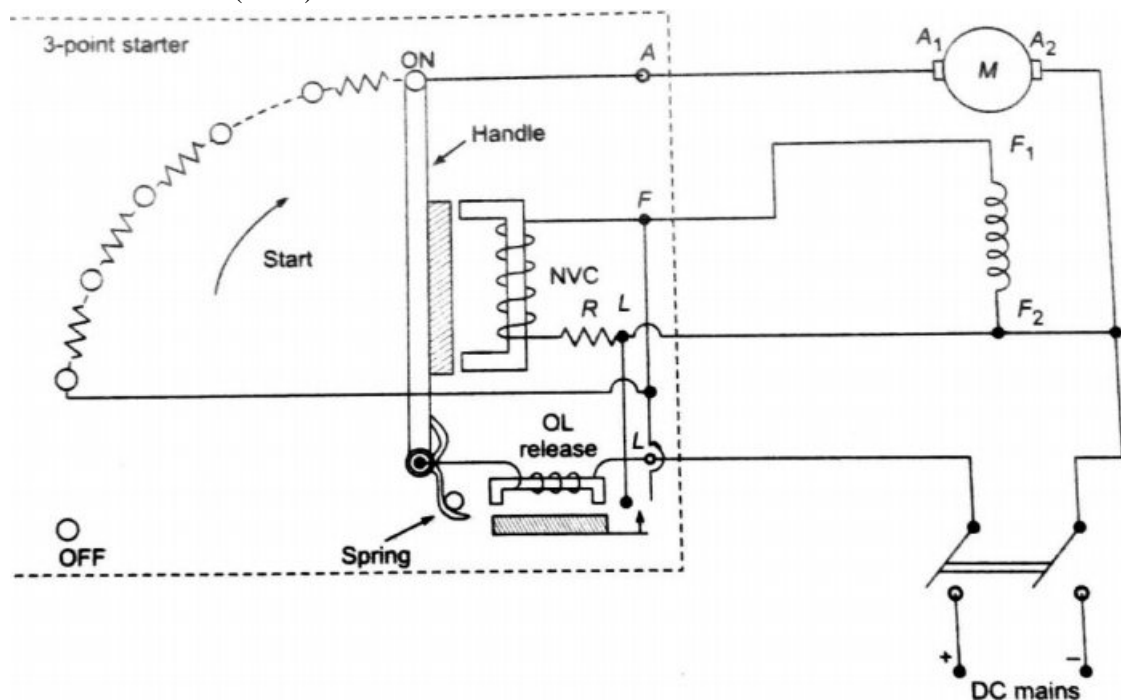 3-point starter
ON
A
A1
M
A2
Handle
F1
F
Start
NVC
R
L
F2
OL
release
L
Spring
OFF
+
–
DC mains